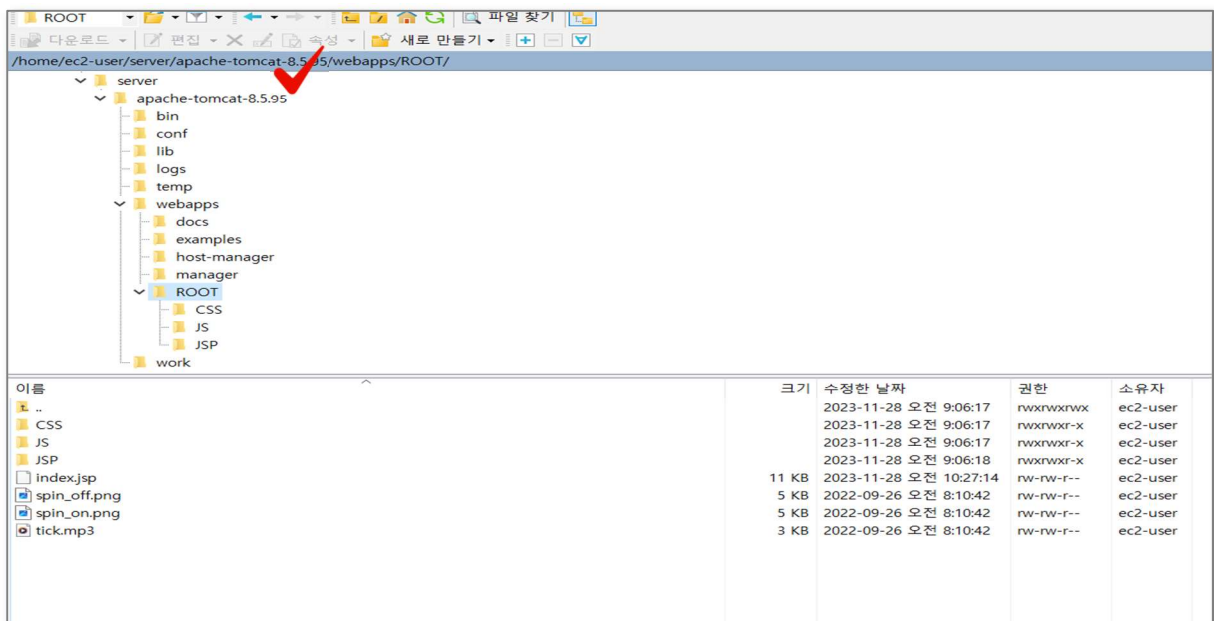 ROOT 파일 찾기
다운로드 편집 속성 새로 만들기
/home/ec2-user/server/apache-tomcat-8.5.95/webapps/ROOT/
server
apache-tomcat-8.5.95
bin
conf
lib
logs
temp
webapps
docs
examples
host-manager
manager
ROOT
CSS
JS
JSP
work
이름 크기 수정한 날짜 권한 소유자
.. 2023-11-28 오전 9:06:17 rwxrwxrwx ec2-user
CSS 2023-11-28 오전 9:06:17 rwxrwxr-x ec2-user
JS 2023-11-28 오전 9:06:17 rwxrwxr-x ec2-user
JSP 2023-11-28 오전 9:06:18 rwxrwxr-x ec2-user
index.jsp 11 KB 2023-11-28 오전 10:27:14 rw-rw-r-- ec2-user
spin_off.png 5 KB 2022-09-26 오전 8:10:42 rw-rw-r-- ec2-user
spin_on.png 5 KB 2022-09-26 오전 8:10:42 rw-rw-r-- ec2-user
tick.mp3 3 KB 2022-09-26 오전 8:10:42 rw-rw-r-- ec2-user